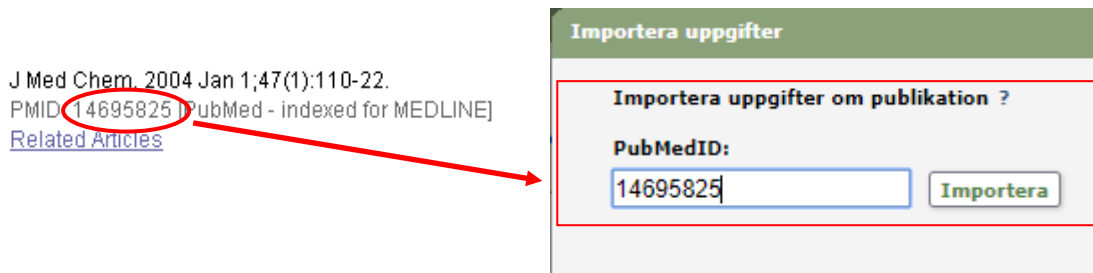 J Med Chem. 2004 Jan 1;47(1):110-22.
PMID: 14695825 [PubMed - indexed for MEDLINE]
Related Articles
Importera uppgifter
Importera uppgifter om publikation ?
PubMedID:
14695825
Importera